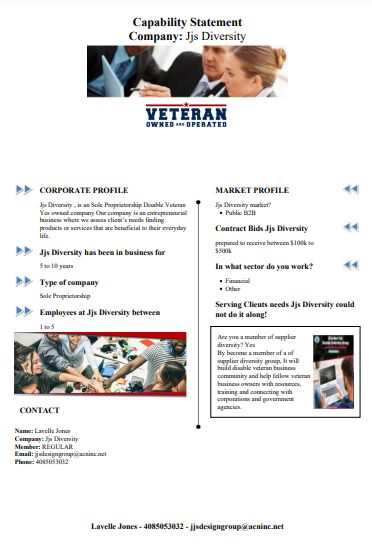 Capability Statement
Company: Jjs Diversity
VETERAN
OWNED AND OPERATED
CORPORATE PROFILE
Jjs Diversity , is an Sole Proprietorship Disable Veteran
Yes owned company Our company is an entrepreneurial
business where we assess client's needs finding
products or services that are beneficial to their everyday
life.
Jjs Diversity has been in business for
5 to 10 years
Type of company
Sole Proprietorship
Employees at Jjs Diversity between
1 to 5
CONTACT
Name: Lavelle Jones
Company: Jjs Diversity
Member: REGULAR
Email: jjsdesigngroup@acninc.net
Phone: 4085053032
MARKET PROFILE
Jjs Diversity market?
Public B2B
Contract Bids Jjs Diversity
prepared to receive between $100k to
$500k
In what sector do you work?
Financial
Other
Serving Clients needs Jjs Diversity could
not do it along!
Are you a member of supplier
diversity? Yes
By become a member of a of
supplier diversity group, It will
build disable veteran business
community and help fellow veteran
business owners with resources,
training and connecting with
corporations and government
agencies.
Lavelle Jones - 4085053032 - jjsdesigngroup@acninc.net